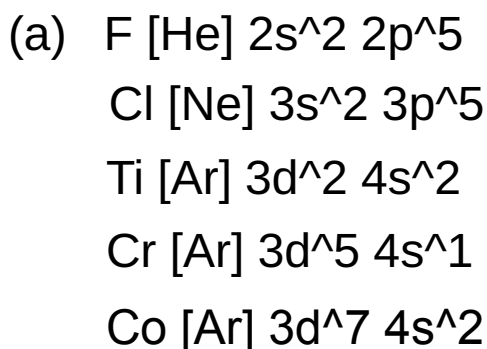 (a) F [He] 2s^2 2p^5
Cl [Ne] 3s^2 3p^5
Ti [Ar] 3d^2 4s^2
Cr [Ar] 3d^5 4s^1
Co [Ar] 3d^7 4s^2